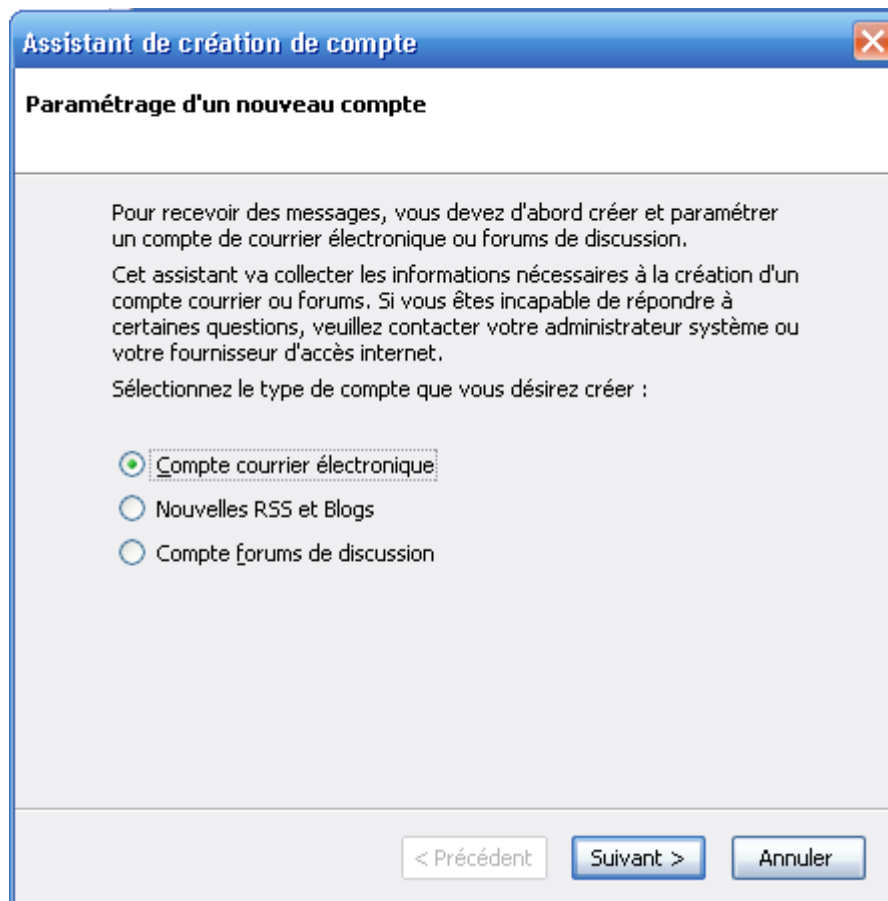 Assistant de création de compte
Paramétrage d'un nouveau compte
Pour recevoir des messages, vous devez d'abord créer et paramétrer
un compte de courrier électronique ou forums de discussion.
Cet assistant va collecter les informations nécessaires à la création d'un
compte courrier ou forums. Si vous êtes incapable de répondre à
certaines questions, veuillez contacter votre administrateur système ou
votre fournisseur d'accès internet.
Sélectionnez le type de compte que vous désirez créer :
Compte courrier électronique
Nouvelles RSS et Blogs
Compte forums de discussion
< Précédent
Suivant >
Annuler